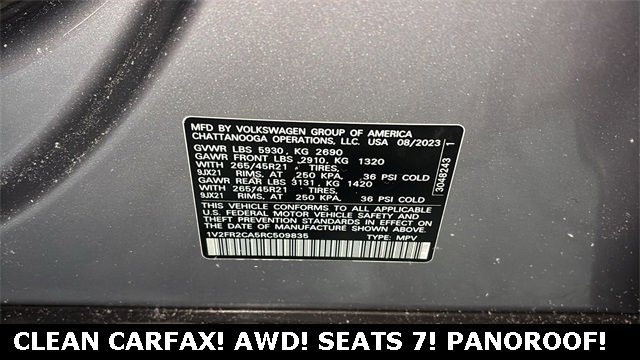 MFD BY VOLKSWAGEN GROUP OF AMERICA
CHATTANOOGA OPERATIONS, LLC. USA 08/2023
GVWR LBS 5930, KG 2690
GAWR FRONT LBS 2910, KG 1320
WITH 265/45R21 TIRES,
9JX21 RIMS, AT 250 KPA, 36 PSI COLD
GAWR REAR LBS 3131, KG 1420
WITH 265/45R21 TIRES,
9JX21 RIMS, AT 250 KPA, 36 PSI COLD
THIS VEHICLE CONFORMS TO ALL APPLICABLE
U.S. FEDERAL MOTOR VEHICLE SAFETY AND
THEFT PREVENTION STANDARDS IN EFFECT ON
THE DATE OF MANUFACTURE SHOWN ABOVE.
1V2FR2CA5RC509835 TYPE: MPV
3048243 1
CLEAN CARFAX! AWD! SEATS 7! PANOROOF!